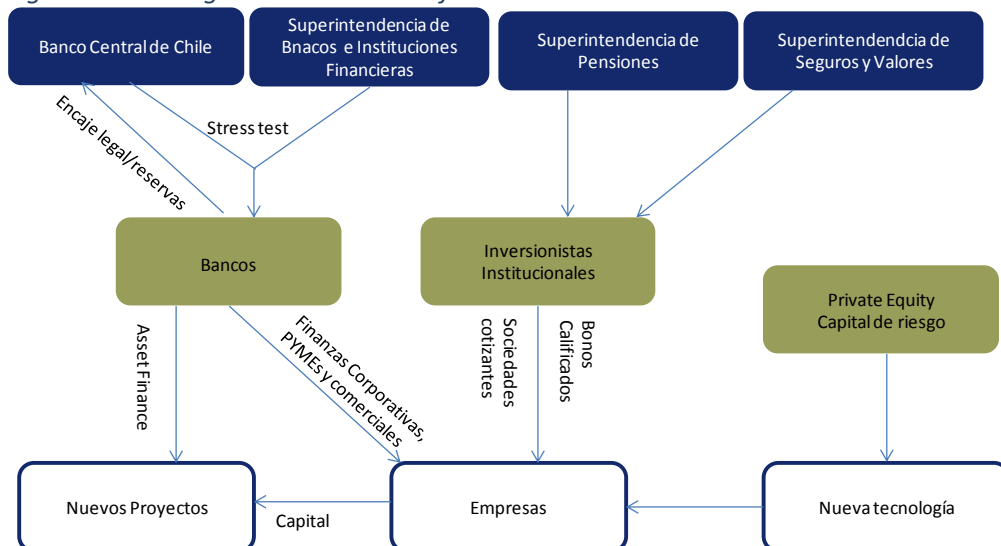 Banco Central de Chile
Superintendencia de
Bnacos e Instituciones
Financieras
Superintendencia de
Pensiones
Superintendendcia de
Seguros y Valores
Encaje legal/reservas
Stress test
Bancos
Inversionistas
Institucionales
Private Equity
Capital de riesgo
Asset Finance
Finanzas Corporativas,
PYMEs y comerciales
Sociedades
cotizantes
Bonos
Calificados
Nuevos Proyectos
Capital
Empresas
Nueva tecnología